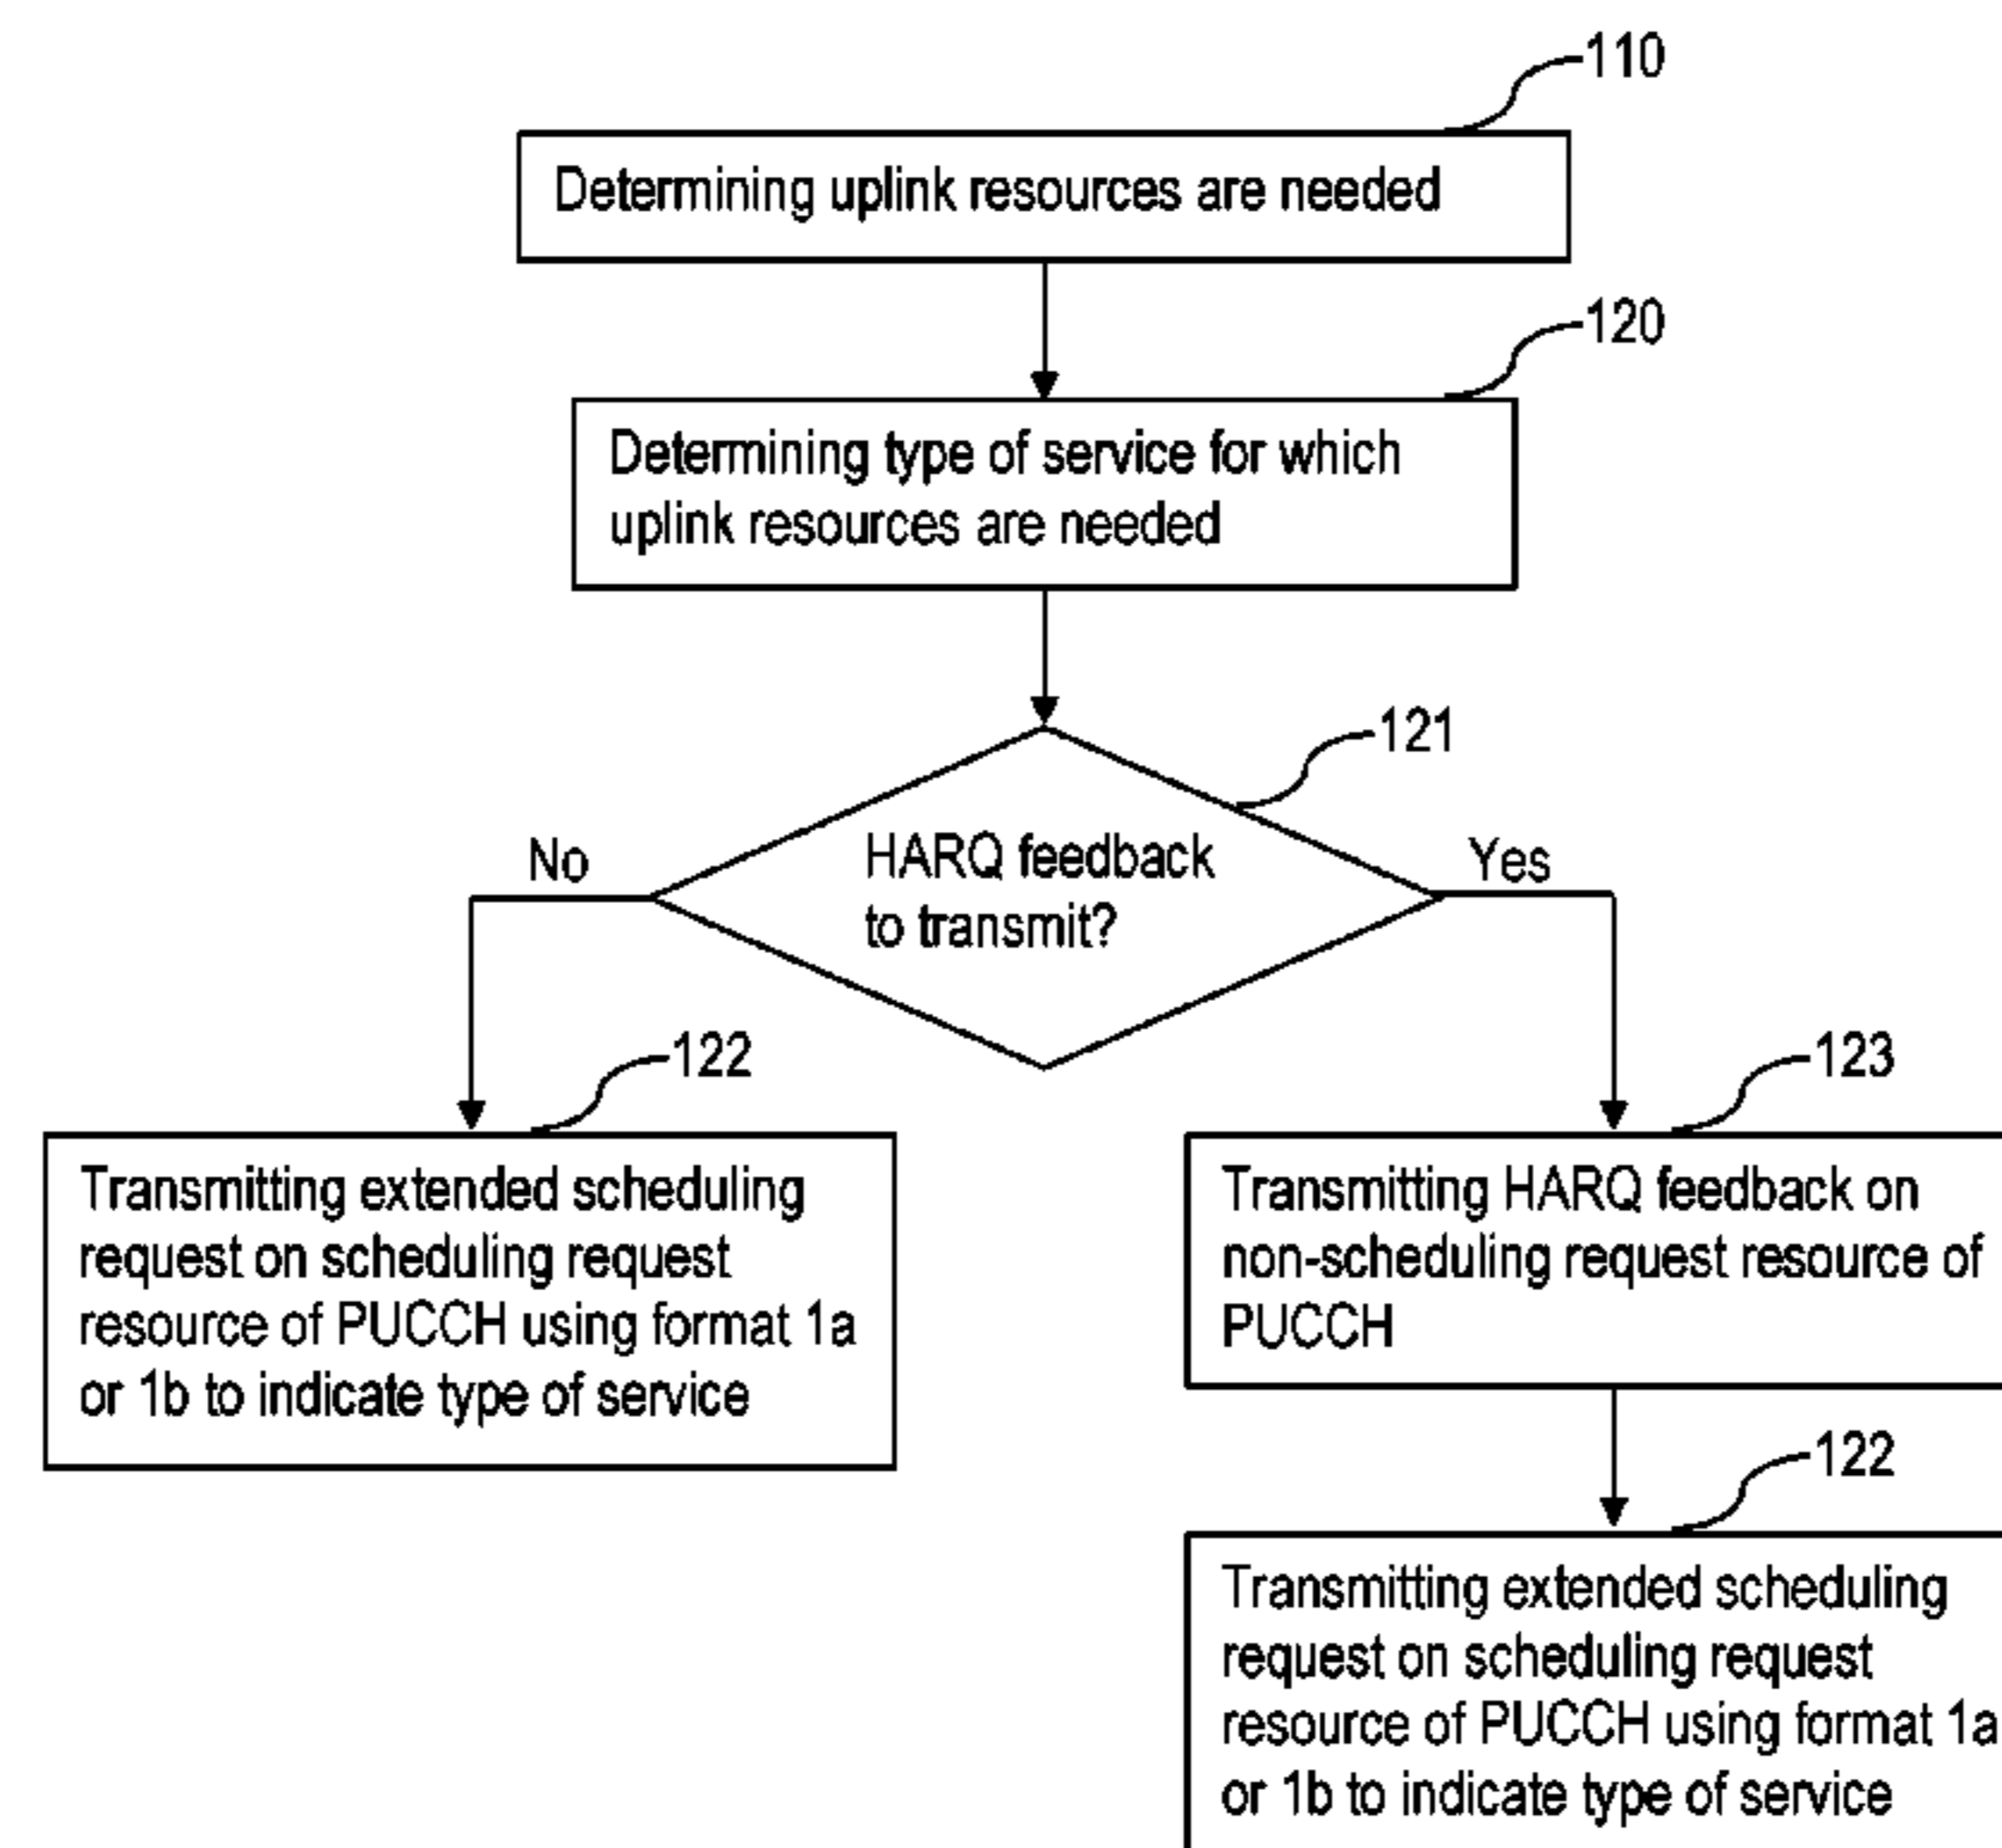 110
Determining uplink resources are needed
120
Determining type of service for which
uplink resources are needed
121
HARQ feedback
to transmit?
No
Yes
122
Transmitting extended scheduling
request on scheduling request
resource of PUCCH using format 1a
or 1b to indicate type of service
123
Transmitting HARQ feedback on
non-scheduling request resource of
PUCCH
122
Transmitting extended scheduling
request on scheduling request
resource of PUCCH using format 1a
or 1b to indicate type of service